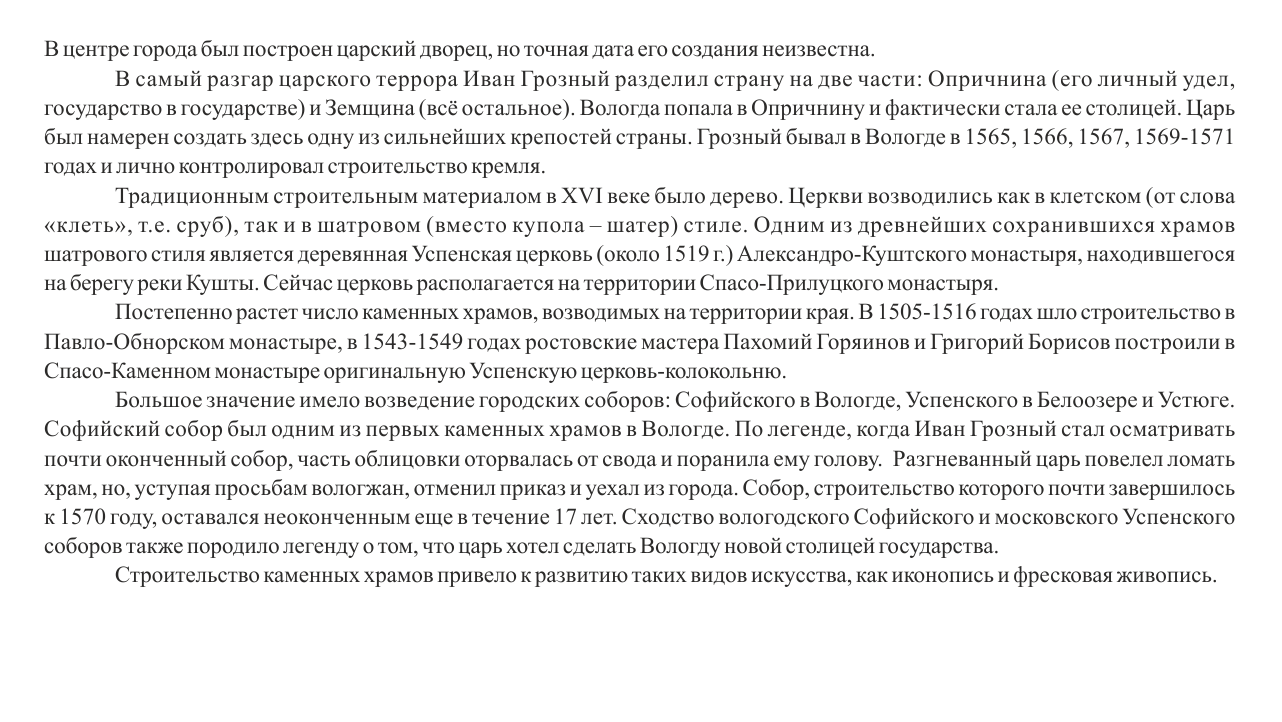 В центре города был построен царский дворец, но точная дата его создания неизвестна.
В самый разгар царского террора Иван Грозный разделил страну на две части: Опричнина (его личный удел,
государство в государстве) и Земщина (всё остальное). Вологда попала в Опричнину и фактически стала ее столицей. Царь
был намерен создать здесь одну из сильнейших крепостей страны. Грозный бывал в Вологде в 1565, 1566, 1567, 1569-1571
годах и лично контролировал строительство кремля.
Традиционным строительным материалом в XVI веке было дерево. Церкви возводились как в клетском (от слова
«клеть», т.е. сруб), так и в шатровом (вместо купола – шатер) стиле. Одним из древнейших сохранившихся храмов
шатрового стиля является деревянная Успенская церковь (около 1519 г.) Александро-Куштского монастыря, находившегося
на берегу реки Кушты. Сейчас церковь располагается на территории Спасо-Прилуцкого монастыря.
Постепенно растет число каменных храмов, возводимых на территории края. В 1505-1516 годах шло строительство в
Павло-Обнорском монастыре, в 1543-1549 годах ростовские мастера Пахомий Горяинов и Григорий Борисов построили в
Спасо-Каменном монастыре оригинальную Успенскую церковь-колокольню.
Большое значение имело возведение городских соборов: Софийского в Вологде, Успенского в Белоозере и Устюге.
Софийский собор был одним из первых каменных храмов в Вологде. По легенде, когда Иван Грозный стал осматривать
почти оконченный собор, часть облицовки оторвалась от свода и поранила ему голову.  Разгневанный царь повелел ломать
храм, но, уступая просьбам вологжан, отменил приказ и уехал из города. Собор, строительство которого почти завершилось
к 1570 году, оставался неоконченным еще в течение 17 лет. Сходство вологодского Софийского и московского Успенского
соборов также породило легенду о том, что царь хотел сделать Вологду новой столицей государства.
Строительство каменных храмов привело к развитию таких видов искусства, как иконопись и фресковая живопись.